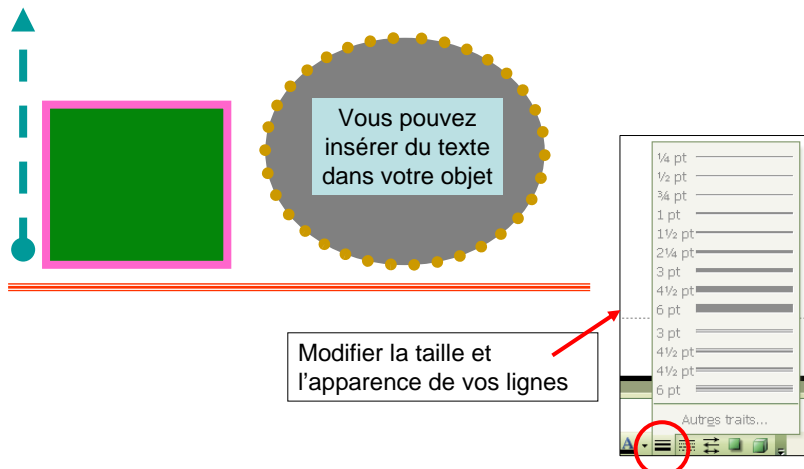 Vous pouvez
insérer du texte
dans votre objet
Modifier la taille et
l'apparence de vos lignes
¼ pt
½ pt
¾ pt
1 pt
1½ pt
2¼ pt
3 pt
4½ pt
6 pt
3 pt
4½ pt
4½ pt
6 pt
Autres traits...
A